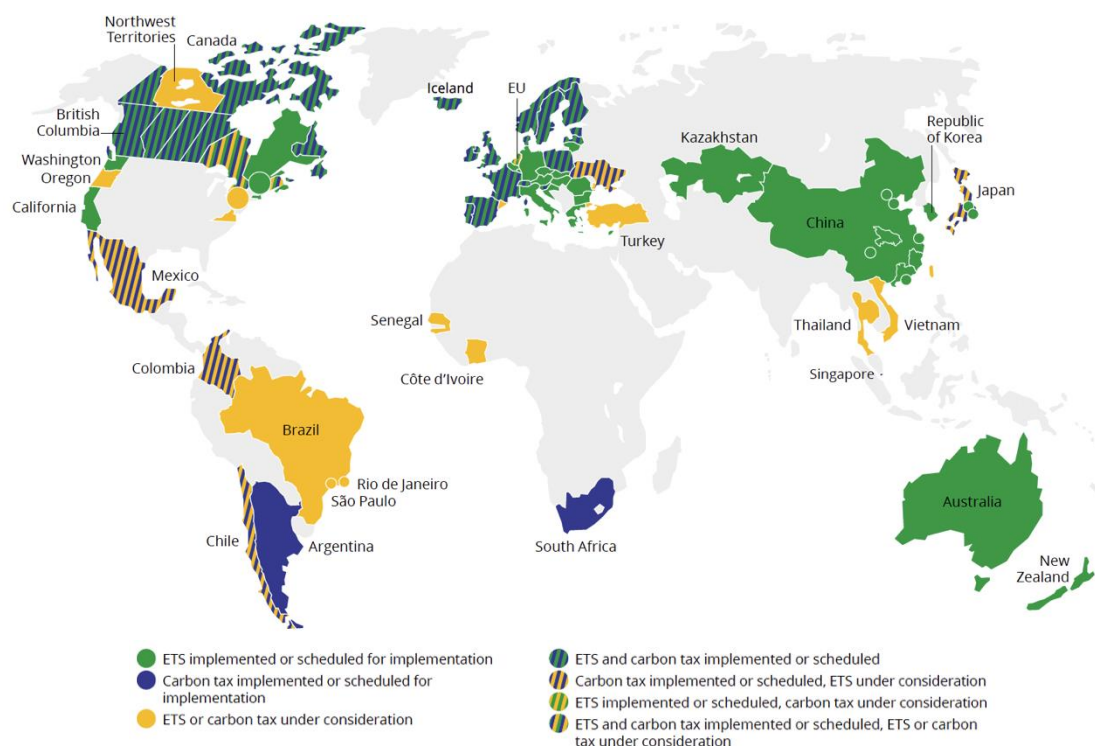 Northwest
Territories
Canada
British
Columbia
Washington
Oregon
California
Mexico
Colombia
Brazil
Rio de Janeiro
São Paulo
Chile
Argentina
Iceland
EU
Turkey
Senegal
Côte d'Ivoire
South Africa
Kazakhstan
Republic
of Korea
Japan
China
Thailand
Vietnam
Singapore
Australia
New
Zealand
ETS implemented or scheduled for implementation
Carbon tax implemented or scheduled for
implementation
ETS or carbon tax under consideration
ETS and carbon tax implemented or scheduled
Carbon tax implemented or scheduled, ETS under consideration
ETS implemented or scheduled, carbon tax under consideration
ETS and carbon tax implemented or scheduled, ETS or carbon
tax under consideration